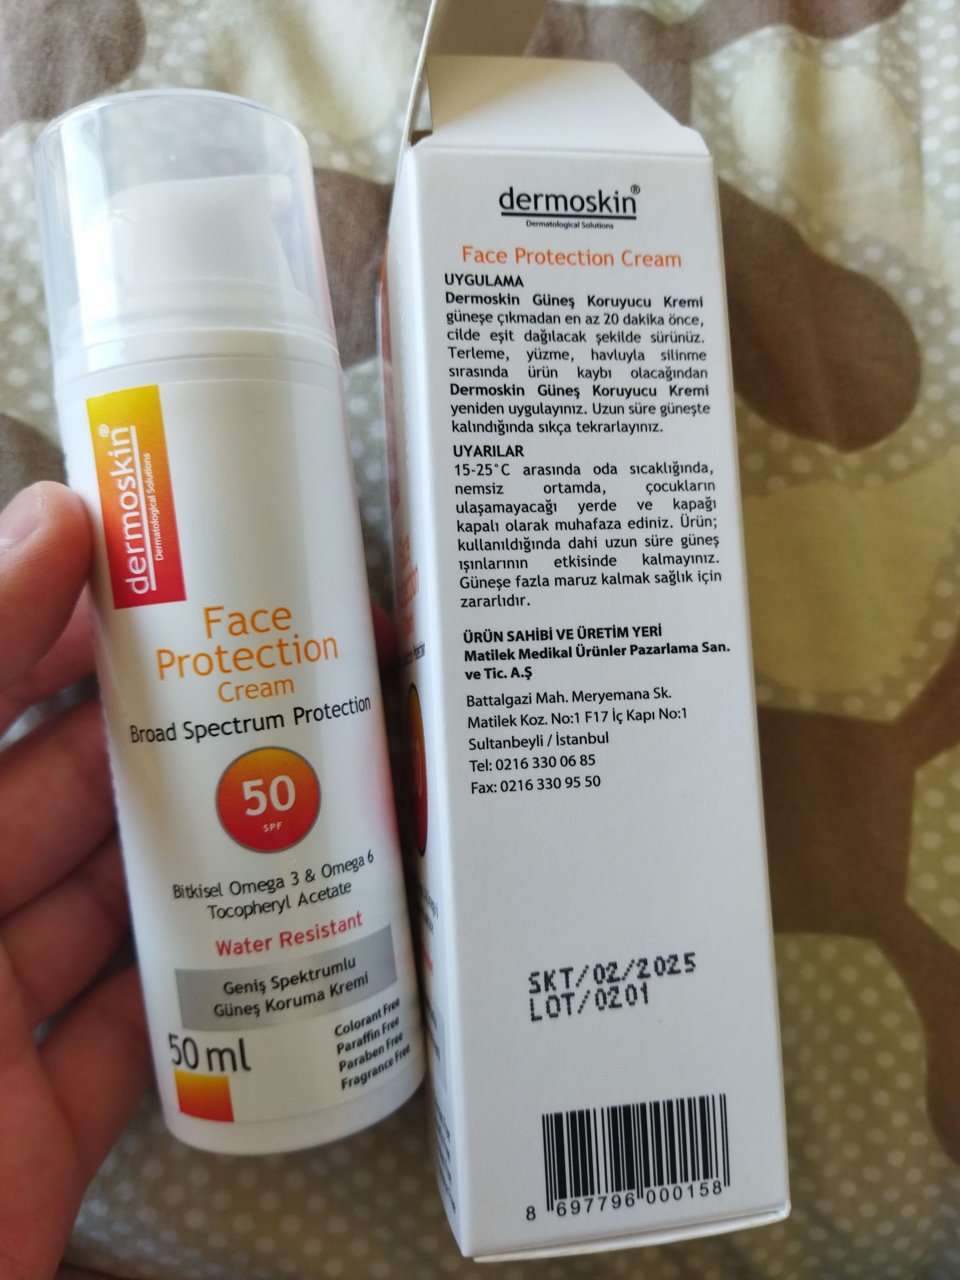 dermoskin®
Dermatological Solutions
Face
Protection
Cream
Broad Spectrum Protection
50
SPF
Bitkisel Omega 3 & Omega 6
Tocopheryl Acetate
Water Resistant
Geniş Spektrumlu
Güneş Koruma Kremi
50 ml
Colorant Free
Paraffin Free
Paraben Free
Fragrance Free
dermoskin®
Dermatological Solutions
Face Protection Cream
UYGULAMA
Dermoskin Güneş Koruyucu Kremi
güneşe çıkmadan en az 20 dakika önce,
cilde eşit dağılacak şekilde sürünüz.
Terleme, yüzme, havluyla silinme
sırasında ürün kaybı olacağından
Dermoskin Güneş Koruyucu Kremi
yeniden uygulayınız. Uzun süre güneşte
kalındığında sıkça tekrarlayınız.
UYARILAR
15-25°C arasında oda sıcaklığında,
nemsiz ortamda, çocukların
ulaşamayacağı yerde ve kapağı
kapalı olarak muhafaza ediniz. Ürün;
kullanıldığında dahi uzun süre güneş
ışınlarının etkisinde kalmayınız.
Güneşe fazla maruz kalmak sağlık için
zararlıdır.
ÜRÜN SAHİBİ VE ÜRETİM YERİ
Matilek Medikal Ürünler Pazarlama San.
ve Tic. A.Ş
Battalgazi Mah. Meryemana Sk.
Matilek Koz. No:1 F17 İç Kapı No:1
Sultanbeyli / İstanbul
Tel: 0216 330 06 85
Fax: 0216 330 95 50
SKT/02/2025
LOT/0201
8 697796 000158